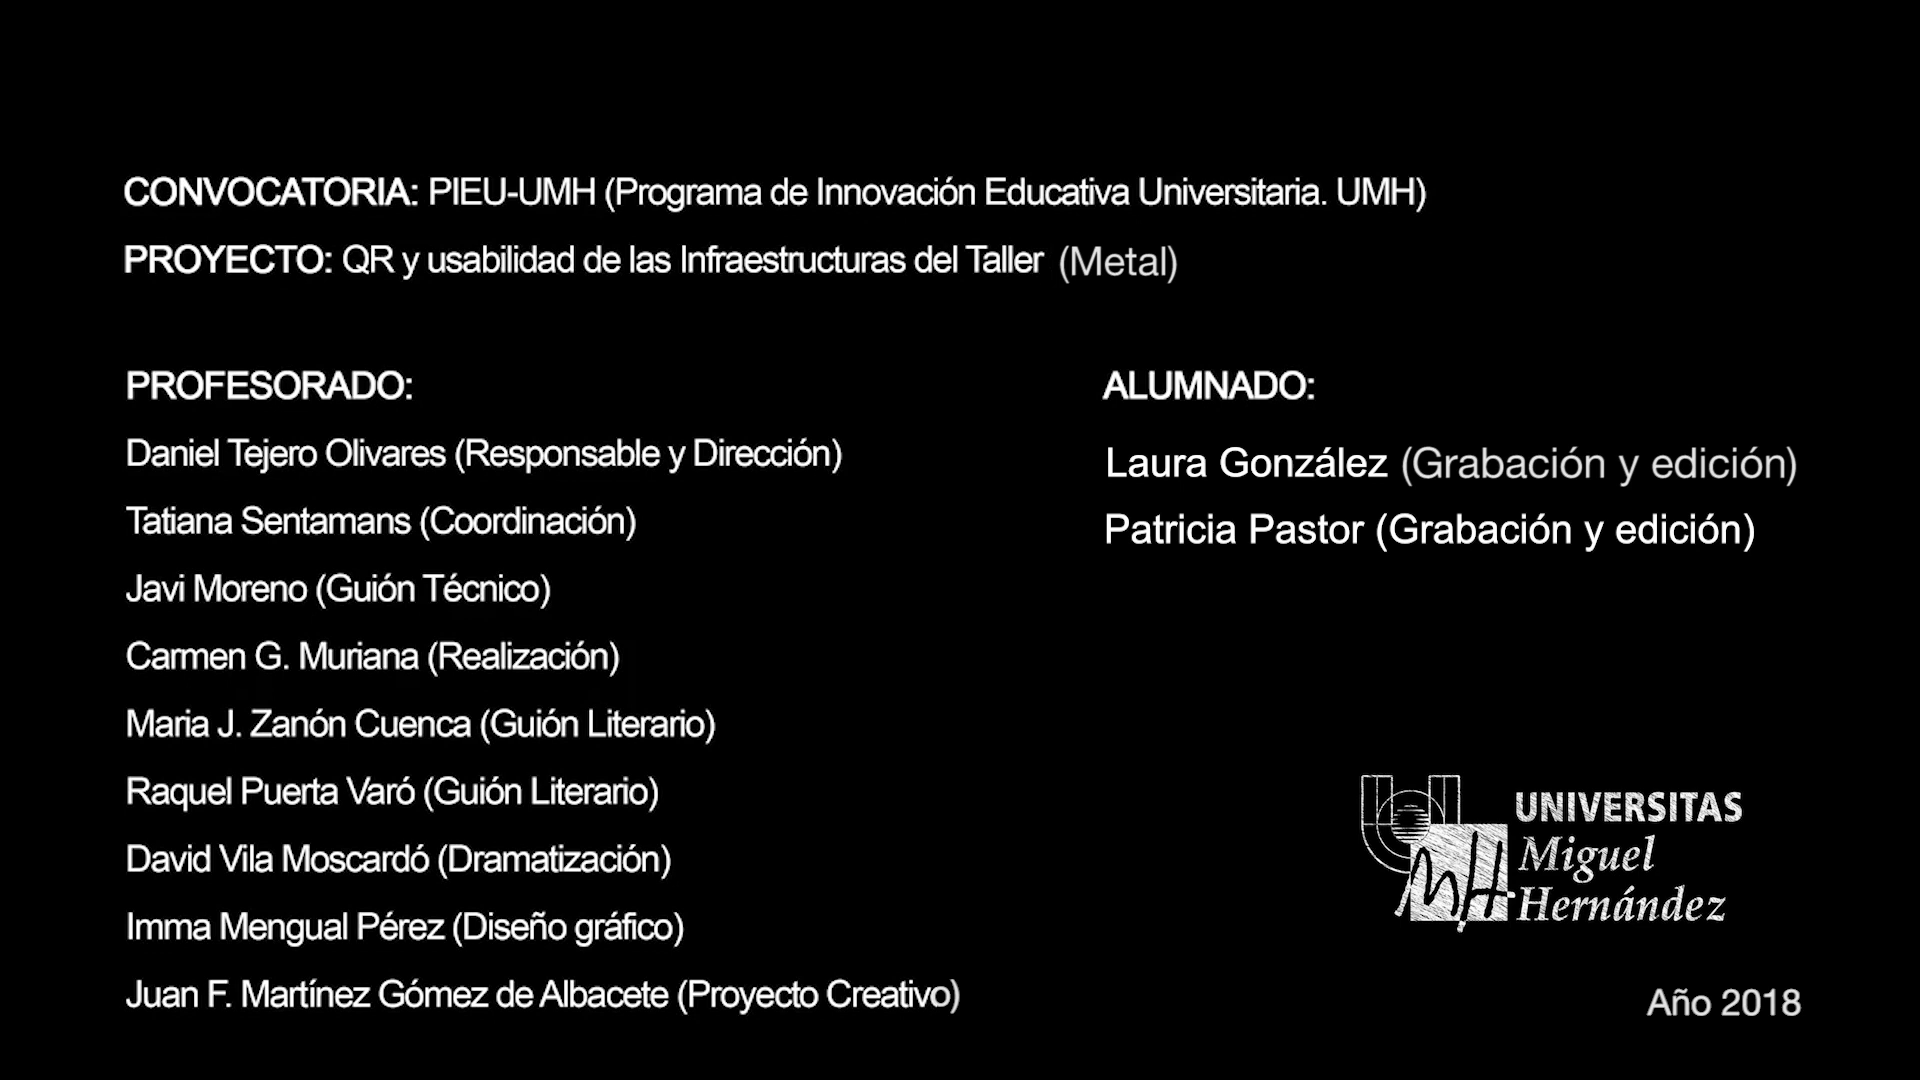 CONVOCATORIA: PIEU-UMH (Programa de Innovación Educativa Universitaria. UMH)
PROYECTO: QR y usabilidad de las Infraestructuras del Taller (Metal)
PROFESORADO:
Daniel Tejero Olivares (Responsable y Dirección)
Tatiana Sentamans (Coordinación)
Javi Moreno (Guión Técnico)
Carmen G. Muriana (Realización)
Maria J. Zanón Cuenca (Guión Literario)
Raquel Puerta Varó (Guión Literario)
David Vila Moscardó (Dramatización)
Imma Mengual Pérez (Diseño gráfico)
Juan F. Martínez Gómez de Albacete (Proyecto Creativo)
ALUMNADO:
Laura González (Grabación y edición)
Patricia Pastor (Grabación y edición)
UNIVERSITAS
Miguel
Hernández
MH
Año 2018